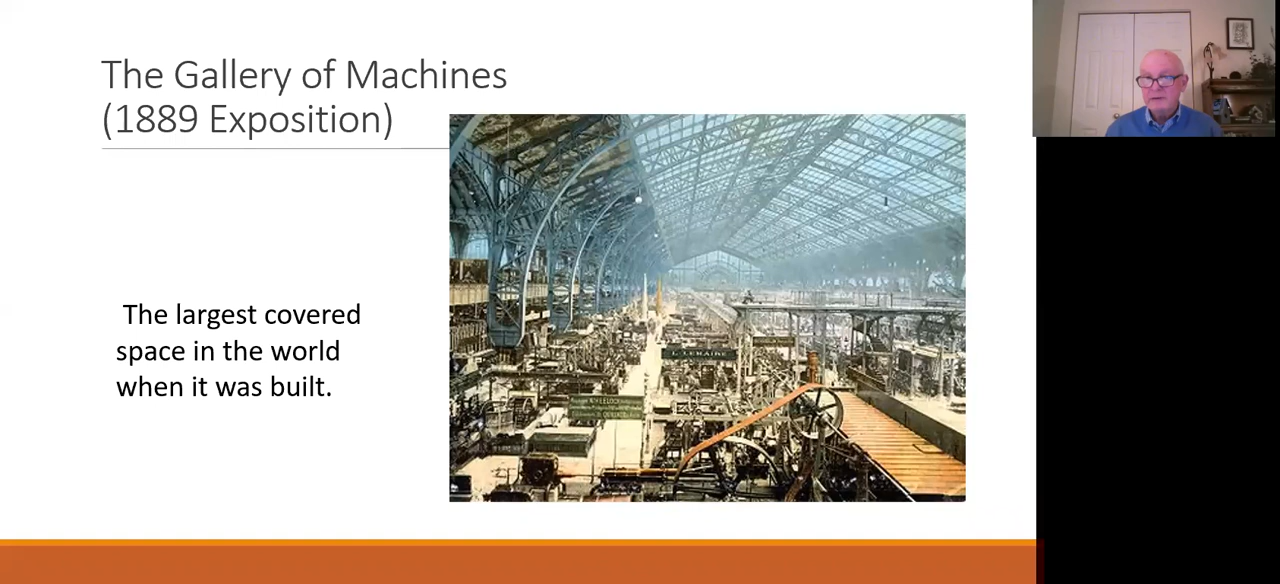 The Gallery of Machines
(1889 Exposition)
The largest covered
space in the world
when it was built.